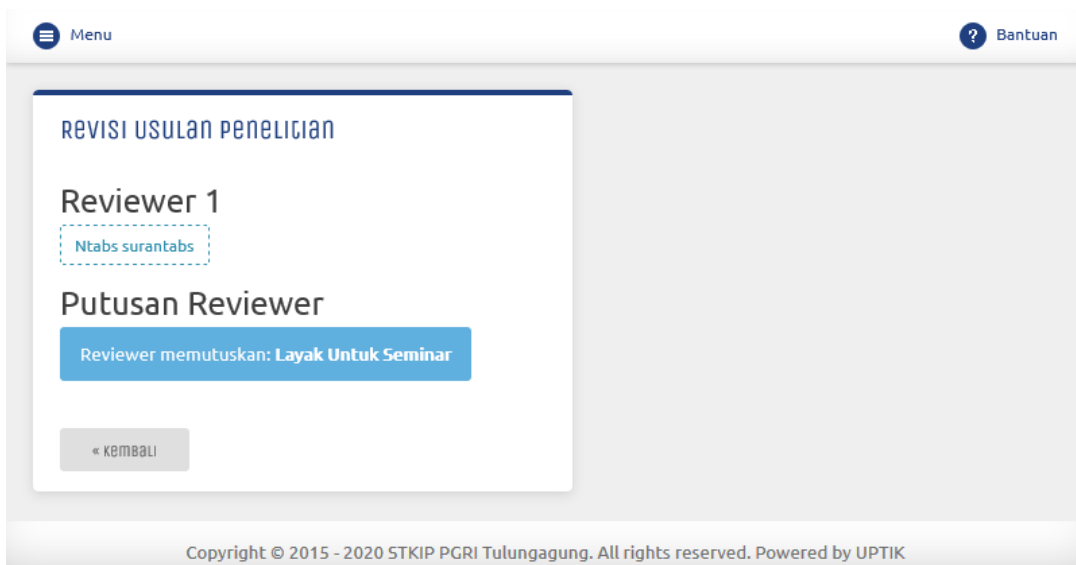 Menu
Bantuan
Revisi Usulan Penelitian
Reviewer 1
Ntabs surantabs
Putusan Reviewer
Reviewer memutuskan: Layak Untuk Seminar
« Kembali
Copyright © 2015 - 2020 STKIP PGRI Tulungagung. All rights reserved. Powered by UPTIK